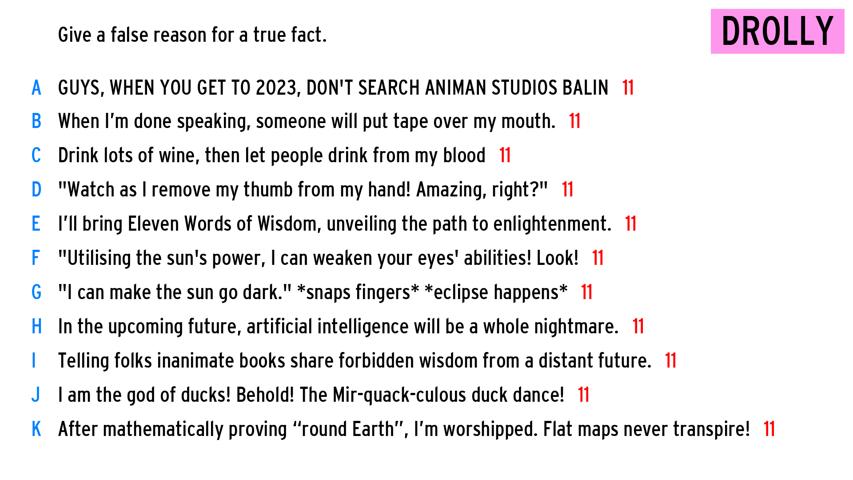 Give a false reason for a true fact.
DROLLY
A GUYS, WHEN YOU GET TO 2023, DON'T SEARCH ANIMAN STUDIOS BALIN 11
B When I'm done speaking, someone will put tape over my mouth. 11
C Drink lots of wine, then let people drink from my blood 11
D "Watch as I remove my thumb from my hand! Amazing, right?" 11
E I’ll bring Eleven Words of Wisdom, unveiling the path to enlightenment. 11
F "Utilising the sun's power, I can weaken your eyes' abilities! Look! 11
G "I can make the sun go dark." *snaps fingers* *eclipse happens* 11
H In the upcoming future, artificial intelligence will be a whole nightmare. 11
I Telling folks inanimate books share forbidden wisdom from a distant future. 11
J I am the god of ducks! Behold! The Mir-quack-culous duck dance! 11
K After mathematically proving “round Earth”, I’m worshipped. Flat maps never transpire! 11